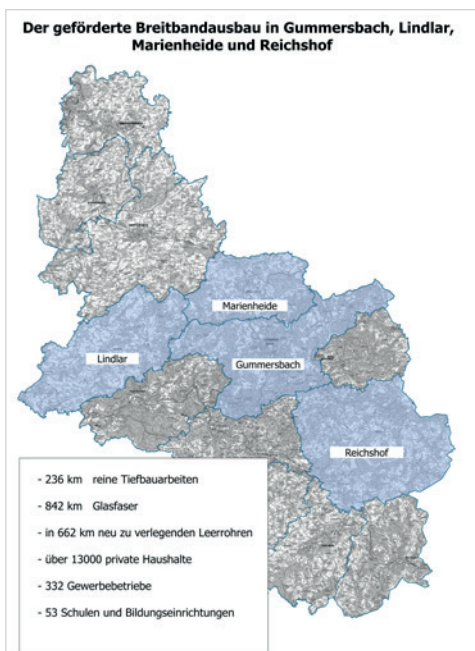 Der geförderte Breitbandausbau in Gummersbach, Lindlar,
Marienheide und Reichshof
Marienheide
Lindlar
Gummersbach
Reichshof
- 236 km reine Tiefbauarbeiten
- 842 km Glasfaser
- in 662 km neu zu verlegenden Leerrohren
- über 13000 private Haushalte
- 332 Gewerbebetriebe
- 53 Schulen und Bildungseinrichtungen